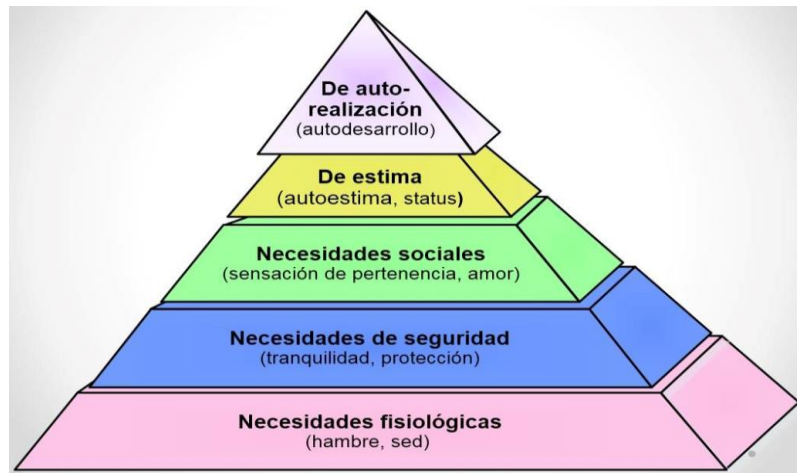 De auto-
realización
(autodesarrollo)
De estima
(autoestima, status)
Necesidades sociales
(sensación de pertenencia, amor)
Necesidades de seguridad
(tranquilidad, protección)
Necesidades fisiológicas
(hambre, sed)